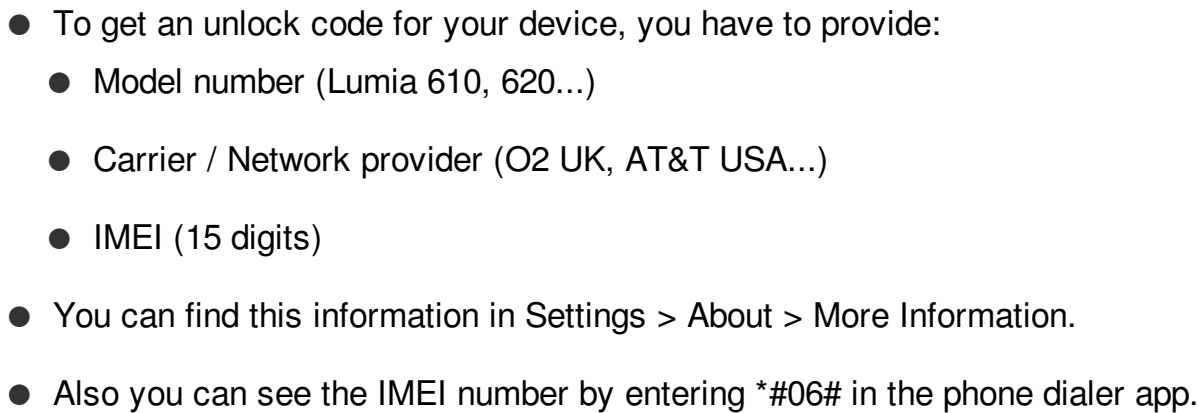 ● To get an unlock code for your device, you have to provide:
● Model number (Lumia 610, 620...)
● Carrier / Network provider (O2 UK, AT&T USA...)
● IMEI (15 digits)
● You can find this information in Settings > About > More Information.
● Also you can see the IMEI number by entering *#06# in the phone dialer app.